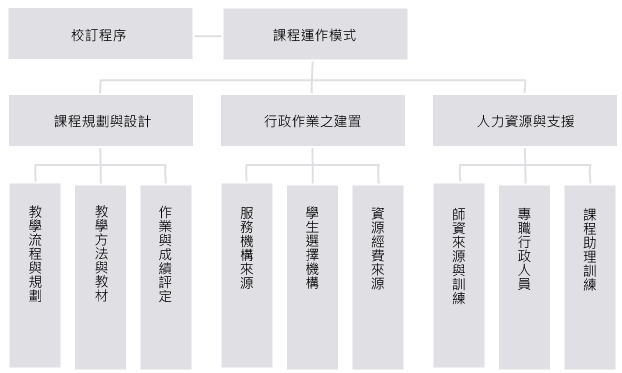 校訂程序
課程運作模式
課程規劃與設計
行政作業之建置
人力資源與支援
教學流程與規劃
教學方法與教材
作業與成績評定
服務機構來源
學生選擇機構
資源經費來源
師資來源與訓練
專職行政人員
課程助理訓練